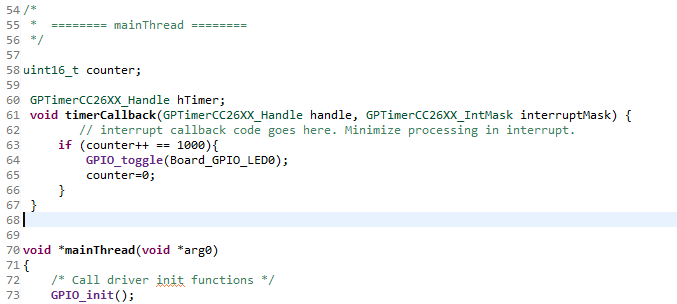 54 /*
55  *  ======== mainThread ========
56  */
57
58 uint16_t counter;
59
60  GPTimerCC26XX_Handle hTimer;
61  void timerCallback(GPTimerCC26XX_Handle handle, GPTimerCC26XX_IntMask interruptMask) {
62         // interrupt callback code goes here. Minimize processing in interrupt.
63      if (counter++ == 1000){
64          GPIO_toggle(Board_GPIO_LED0);
65          counter=0;
66      }
67  }
68
69
70 void *mainThread(void *arg0)
71 {
72     /* Call driver init functions */
73     GPIO_init();